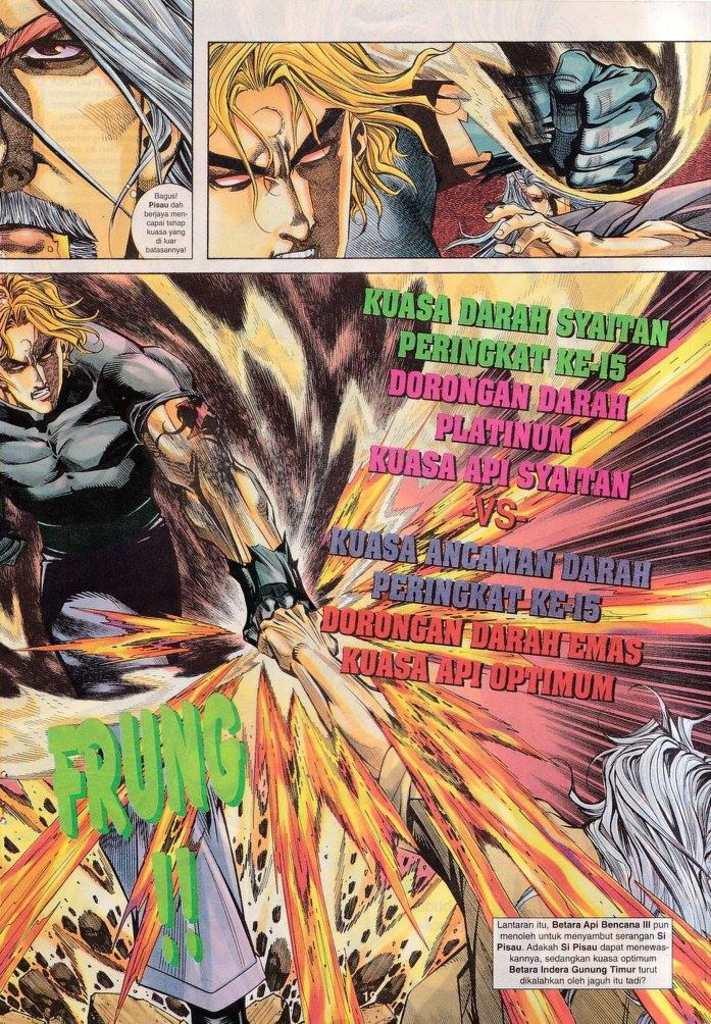 Bagus!
Pisau dah
berjaya men-
capai tahap
kuasa yang
di luar
batasannya!
KUASA DARAH SYAITAN
PERINGKAT KE-15
DORONGAN DARAH
PLATINUM
KUASA API SYAITAN
-VS-
KUASA ANCAMAN DARAH
PERINGKAT KE-15
DORONGAN DARAH EMAS
KUASA API OPTIMUM
FRUNG
!!
Lantaran itu, Betara Api Bencana III pun
menoleh untuk menyambut serangan Si
Pisau. Adakah Si Pisau dapat menewas-
kannya, sedangkan kuasa optimum
Betara Indera Gunung Timur turut
dikalahkan oleh jaguh itu tadi?